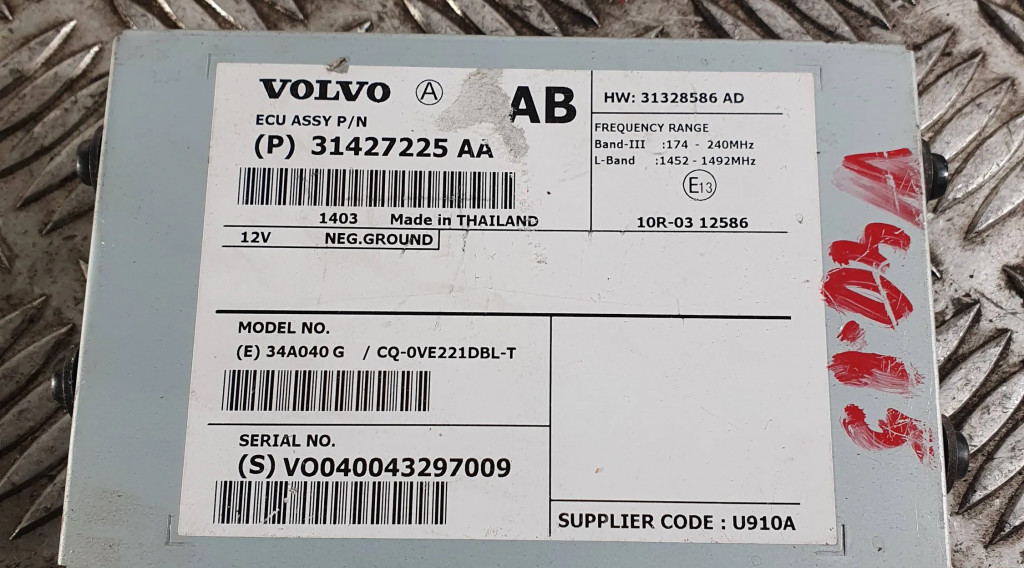 VOLVO A AB
ECU ASSY P/N
(P) 31427225 AA
1403 Made in THAILAND
12V NEG.GROUND
HW: 31328586 AD
FREQUENCY RANGE
Band-III :174 - 240MHz
L-Band :1452 - 1492MHz
E13
10R-03 12586
MODEL NO.
(E) 34A040 G / CQ-0VE221DBL-T
SERIAL NO.
(S) VO040043297009
SUPPLIER CODE : U910A